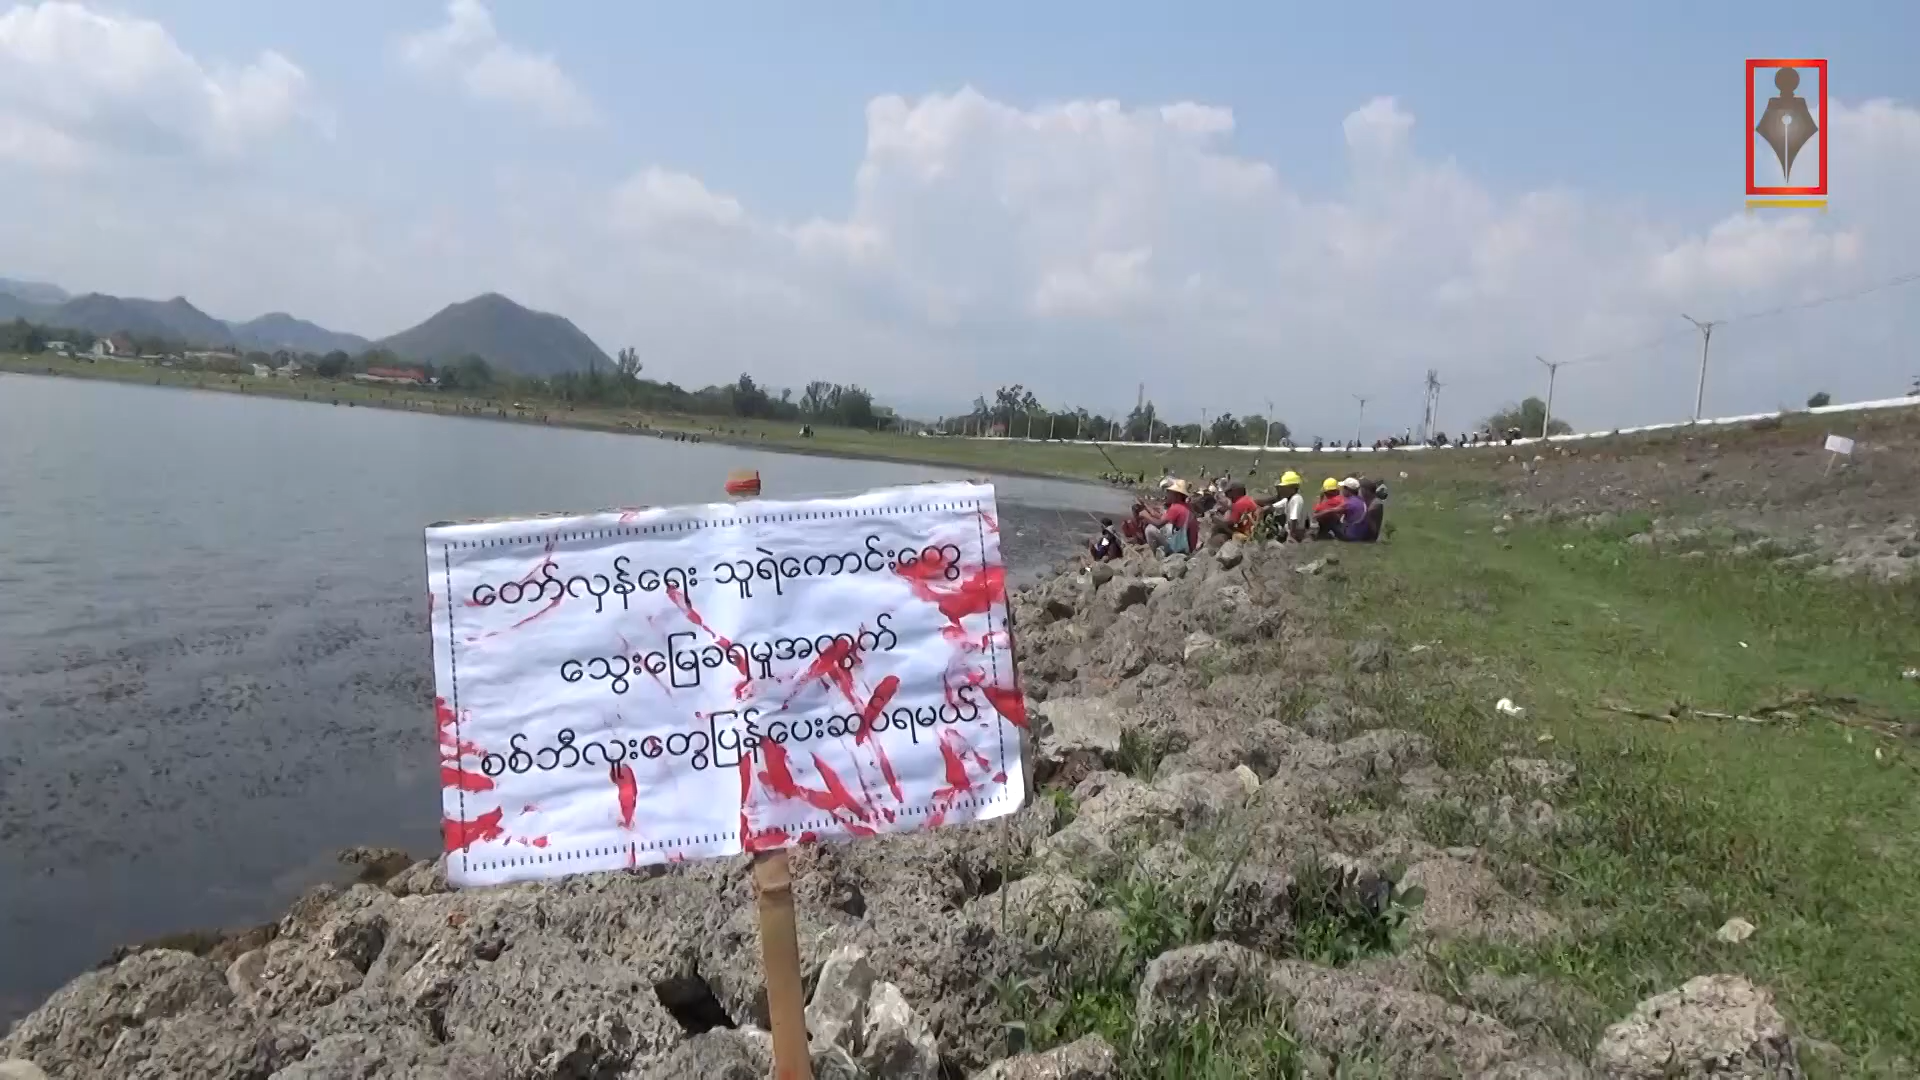 တော်လှန်ရေး သူရဲကောင်းတွေ
သွေးမြေခရမှုအတွက်
စစ်ဘီလူးတွေပြန်ပေးဆပ်ရမယ်